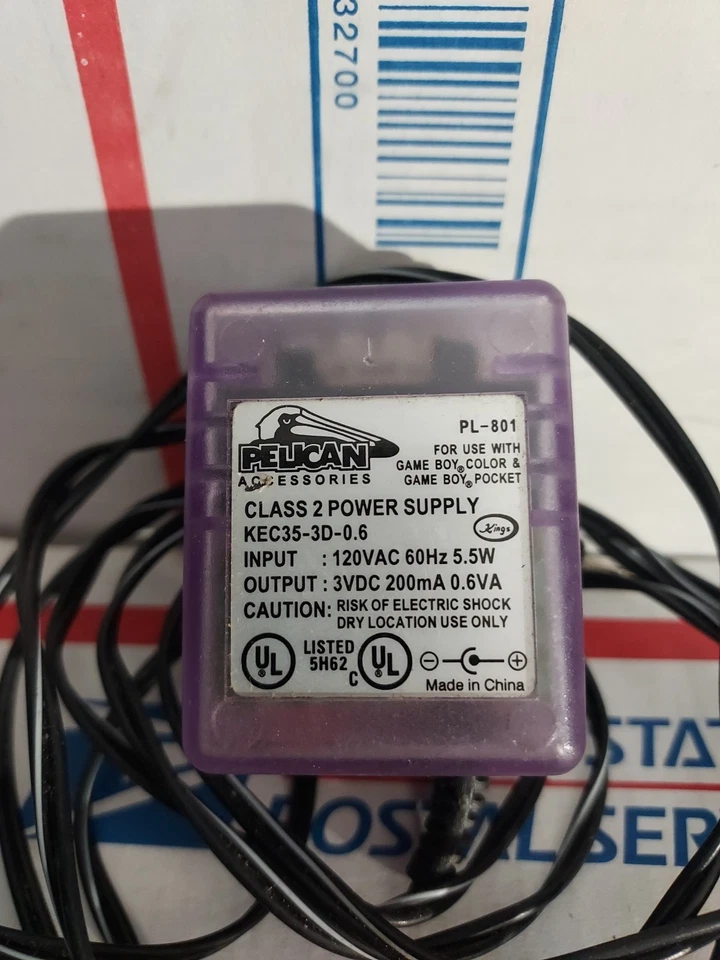 32700
PELICAN
ACCESSORIES
PL-801
FOR USE WITH
GAME BOY® COLOR &
GAME BOY® POCKET
CLASS 2 POWER SUPPLY
KEC35-3D-0.6
Kings
INPUT : 120VAC 60Hz 5.5W
OUTPUT : 3VDC 200mA 0.6VA
CAUTION: RISK OF ELECTRIC SHOCK
DRY LOCATION USE ONLY
UL LISTED
5H62
C UL
Made in China
STAT
POSTAL SER